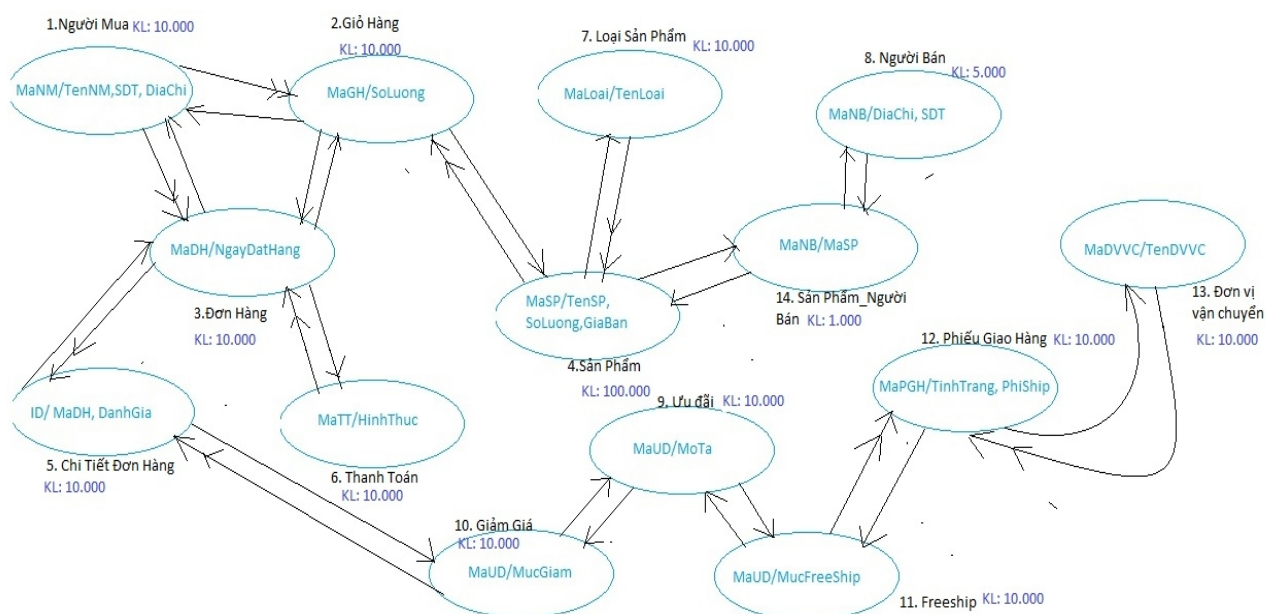 1.Người Mua KL: 10.000
MaNM/TenNM,SDT, DiaChi
2.Giỏ Hàng
KL: 10.000
MaGH/SoLuong
7. Loại Sản Phẩm KL: 10.000
MaLoai/TenLoai
8. Người Bán
KL: 5.000
MaNB/DiaChi, SDT
MaDH/NgayDatHang
3.Đơn Hàng
KL: 10.000
MaSP/TenSP,
SoLuong,GiaBan
4.Sản Phẩm
KL: 100.000
MaNB/MaSP
14. Sản Phẩm_Người
Bán KL: 1.000
MaDVVC/TenDVVC
13. Đơn vị
vận chuyển
KL: 10.000
12. Phiếu Giao Hàng KL: 10.000
MaPGH/TinhTrang, PhiShip
ID/ MaDH, DanhGia
5. Chi Tiết Đơn Hàng
KL: 10.000
MaTT/HinhThuc
6. Thanh Toán
KL: 10.000
9. Ưu đãi KL: 10.000
MaUD/MoTa
10. Giảm Giá
KL: 10.000
MaUD/MucGiam
MaUD/MucFreeShip
11. Freeship KL: 10.000